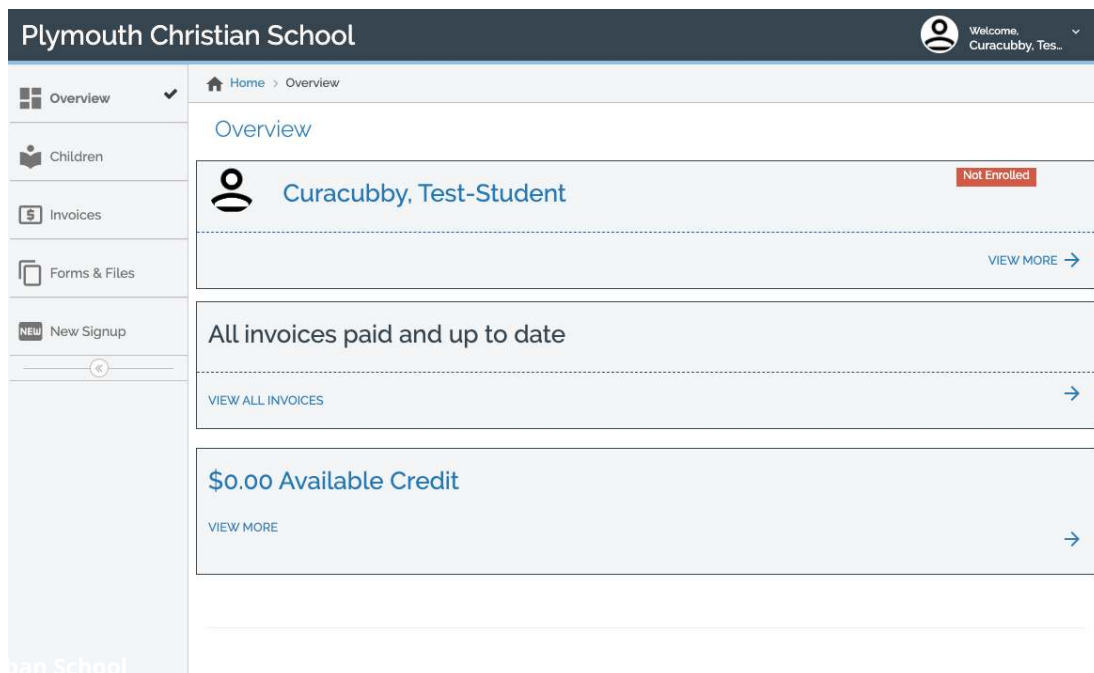 Plymouth Christian School
Welcome,
Curacubby, Tes...
Overview
Children
Invoices
Forms & Files
NEW New Signup
Home > Overview
Overview
Curacubby, Test-Student
Not Enrolled
VIEW MORE
All invoices paid and up to date
VIEW ALL INVOICES
$0.00 Available Credit
VIEW MORE
School